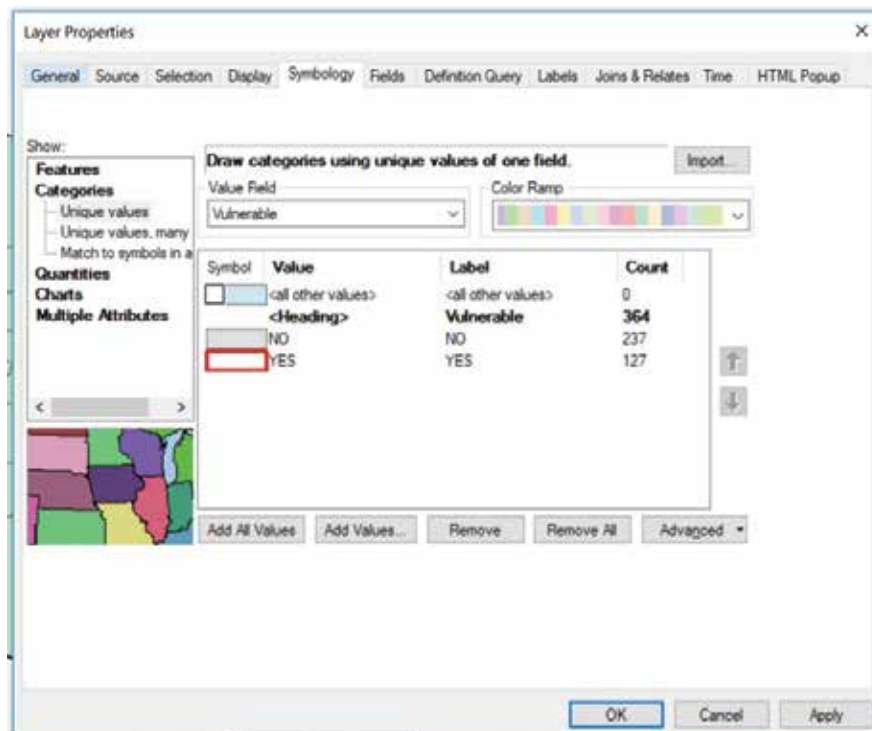 Layer Properties
General Source Selection Display Symbology Fields Definition Query Labels Joins & Relates Time HTML Popup
Show:
Features
Categories
Unique values
Unique values, many
Match to symbols in a
Quantities
Charts
Multiple Attributes
Draw categories using unique values of one field.
Import...
Value Field
Color Ramp
Vulnerable
Symbol Value Label Count
<all other values> <all other values> 0
<Heading> Vulnerable 364
NO NO 237
YES YES 127
Add All Values Add Values... Remove Remove All Advanced
OK Cancel Apply